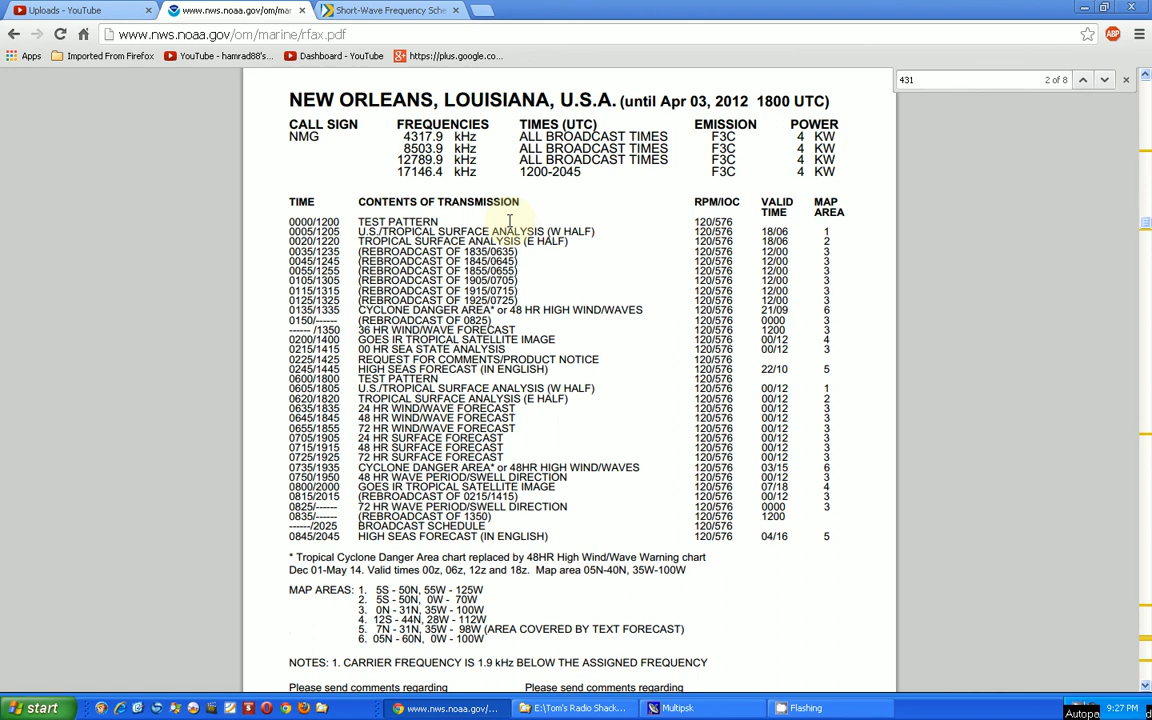 Uploads - YouTube
www.nws.noaa.gov/om/mar
Short-Wave Frequency Sche
www.nws.noaa.gov/om/marine/rfax.pdf
Apps
Imported From Firefox
YouTube - hamrad88's...
Dashboard - YouTube
https://plus.google.co...
431
2 of 8
NEW ORLEANS, LOUISIANA, U.S.A. (until Apr 03, 2012 1800 UTC)
CALL SIGN FREQUENCIES TIMES (UTC) EMISSION POWER
NMG 4317.9 kHz ALL BROADCAST TIMES F3C 4 KW
8503.9 kHz ALL BROADCAST TIMES F3C 4 KW
12789.9 kHz ALL BROADCAST TIMES F3C 4 KW
17146.4 kHz 1200-2045 F3C 4 KW
TIME CONTENTS OF TRANSMISSION RPM/IOC VALID MAP
TIME AREA
0000/1200 TEST PATTERN 120/576
0005/1205 U.S./TROPICAL SURFACE ANALYSIS (W HALF) 120/576 18/06 1
0020/1220 TROPICAL SURFACE ANALYSIS (E HALF) 120/576 18/06 2
0035/1235 (REBROADCAST OF 1835/0635) 120/576 12/00 3
0045/1245 (REBROADCAST OF 1845/0645) 120/576 12/00 3
0055/1255 (REBROADCAST OF 1855/0655) 120/576 12/00 3
0105/1305 (REBROADCAST OF 1905/0705) 120/576 12/00 3
0115/1315 (REBROADCAST OF 1915/0715) 120/576 12/00 3
0125/1325 (REBROADCAST OF 1925/0725) 120/576 12/00 3
0135/1335 CYCLONE DANGER AREA* or 48 HR HIGH WIND/WAVES 120/576 21/09 6
0150/----- (REBROADCAST OF 0825) 120/576 0000 3
------ /1350 36 HR WIND/WAVE FORECAST 120/576 1200 3
0200/1400 GOES IR TROPICAL SATELLITE IMAGE 120/576 00/12 4
0215/1415 00 HR SEA STATE ANALYSIS 120/576 00/12 3
0225/1425 REQUEST FOR COMMENTS/PRODUCT NOTICE 120/576
0245/1445 HIGH SEAS FORECAST (IN ENGLISH) 120/576 22/10 5
0600/1800 TEST PATTERN 120/576
0605/1805 U.S./TROPICAL SURFACE ANALYSIS (W HALF) 120/576 00/12 1
0620/1820 TROPICAL SURFACE ANALYSIS (E HALF) 120/576 00/12 2
0635/1835 24 HR WIND/WAVE FORECAST 120/576 00/12 3
0645/1845 48 HR WIND/WAVE FORECAST 120/576 00/12 3
0655/1855 72 HR WIND/WAVE FORECAST 120/576 00/12 3
0705/1905 24 HR SURFACE FORECAST 120/576 00/12 3
0715/1915 48 HR SURFACE FORECAST 120/576 00/12 3
0725/1925 72 HR SURFACE FORECAST 120/576 00/12 3
0735/1935 CYCLONE DANGER AREA* or 48HR HIGH WIND/WAVES 120/576 03/15 6
0750/1950 48 HR WAVE PERIOD/SWELL DIRECTION 120/576 00/12 3
0800/2000 GOES IR TROPICAL SATELLITE IMAGE 120/576 07/18 4
0815/2015 (REBROADCAST OF 0215/1415) 120/576 00/12 3
0825/------ 72 HR WAVE PERIOD/SWELL DIRECTION 120/576 0000 3
0835/------ (REBROADCAST OF 1350) 120/576 1200
------/2025 BROADCAST SCHEDULE 120/576
0845/2045 HIGH SEAS FORECAST (IN ENGLISH) 120/576 04/16 5
* Tropical Cyclone Danger Area chart replaced by 48HR High Wind/Wave Warning chart
Dec 01-May 14. Valid times 00z, 06z, 12z and 18z. Map area 05N-40N, 35W-100W
MAP AREAS: 1. 5S - 50N, 55W - 125W
2. 5S - 50N, 0W - 70W
3. 0N - 31N, 35W - 100W
4. 12S - 44N, 28W - 112W
5. 7N - 31N, 35W - 98W (AREA COVERED BY TEXT FORECAST)
6. 05N - 60N, 0W - 100W
NOTES: 1. CARRIER FREQUENCY IS 1.9 kHz BELOW THE ASSIGNED FREQUENCY
Please send comments regarding Please send comments regarding
start
www.nws.noaa.gov/...
E:\Tom's Radio Shack...
Multipsk
Flashing
Autopa
9:27 PM